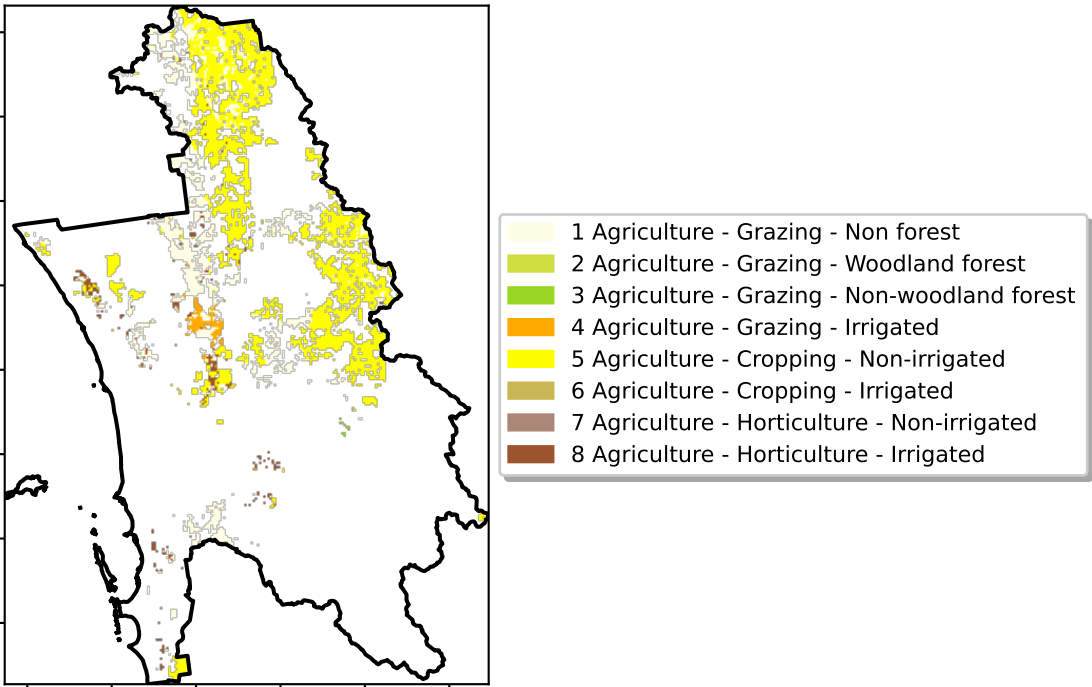 1 Agriculture - Grazing - Non forest
2 Agriculture - Grazing - Woodland forest
3 Agriculture - Grazing - Non-woodland forest
4 Agriculture - Grazing - Irrigated
5 Agriculture - Cropping - Non-irrigated
6 Agriculture - Cropping - Irrigated
7 Agriculture - Horticulture - Non-irrigated
8 Agriculture - Horticulture - Irrigated